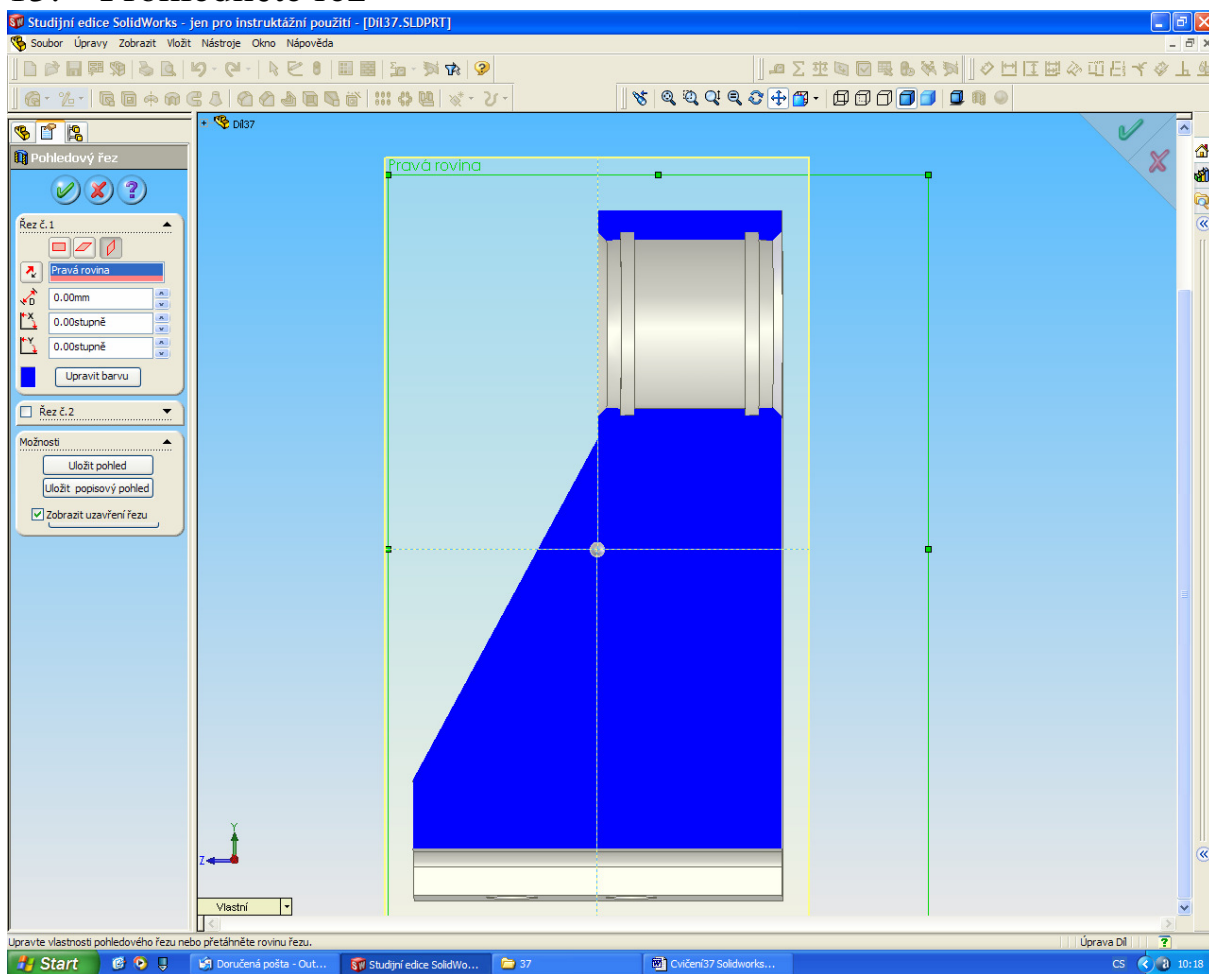 Studijní edice SolidWorks - jen pro instruktážní použití - [Díl37.SLDPRT]
Soubor Úpravy Zobrazit Vložit Nástroje Okno Nápověda
Díl37
Pohledový řez
Pravá rovina
Řez č.1
Pravá rovina
0.00mm
0.00stupně
0.00stupně
Upravit barvu
Řez č.2
Možnosti
Uložit pohled
Uložit popisový pohled
Zobrazit uzavření řezu
Y
Z
Vlastní
Upravte vlastnosti pohledového řezu nebo přetáhněte rovinu řezu.
Úprava Díl
Start
Doručená pošta - Out...
Studijní edice SolidWo...
37
Cvičení37 Solidworks...
CS
10:18